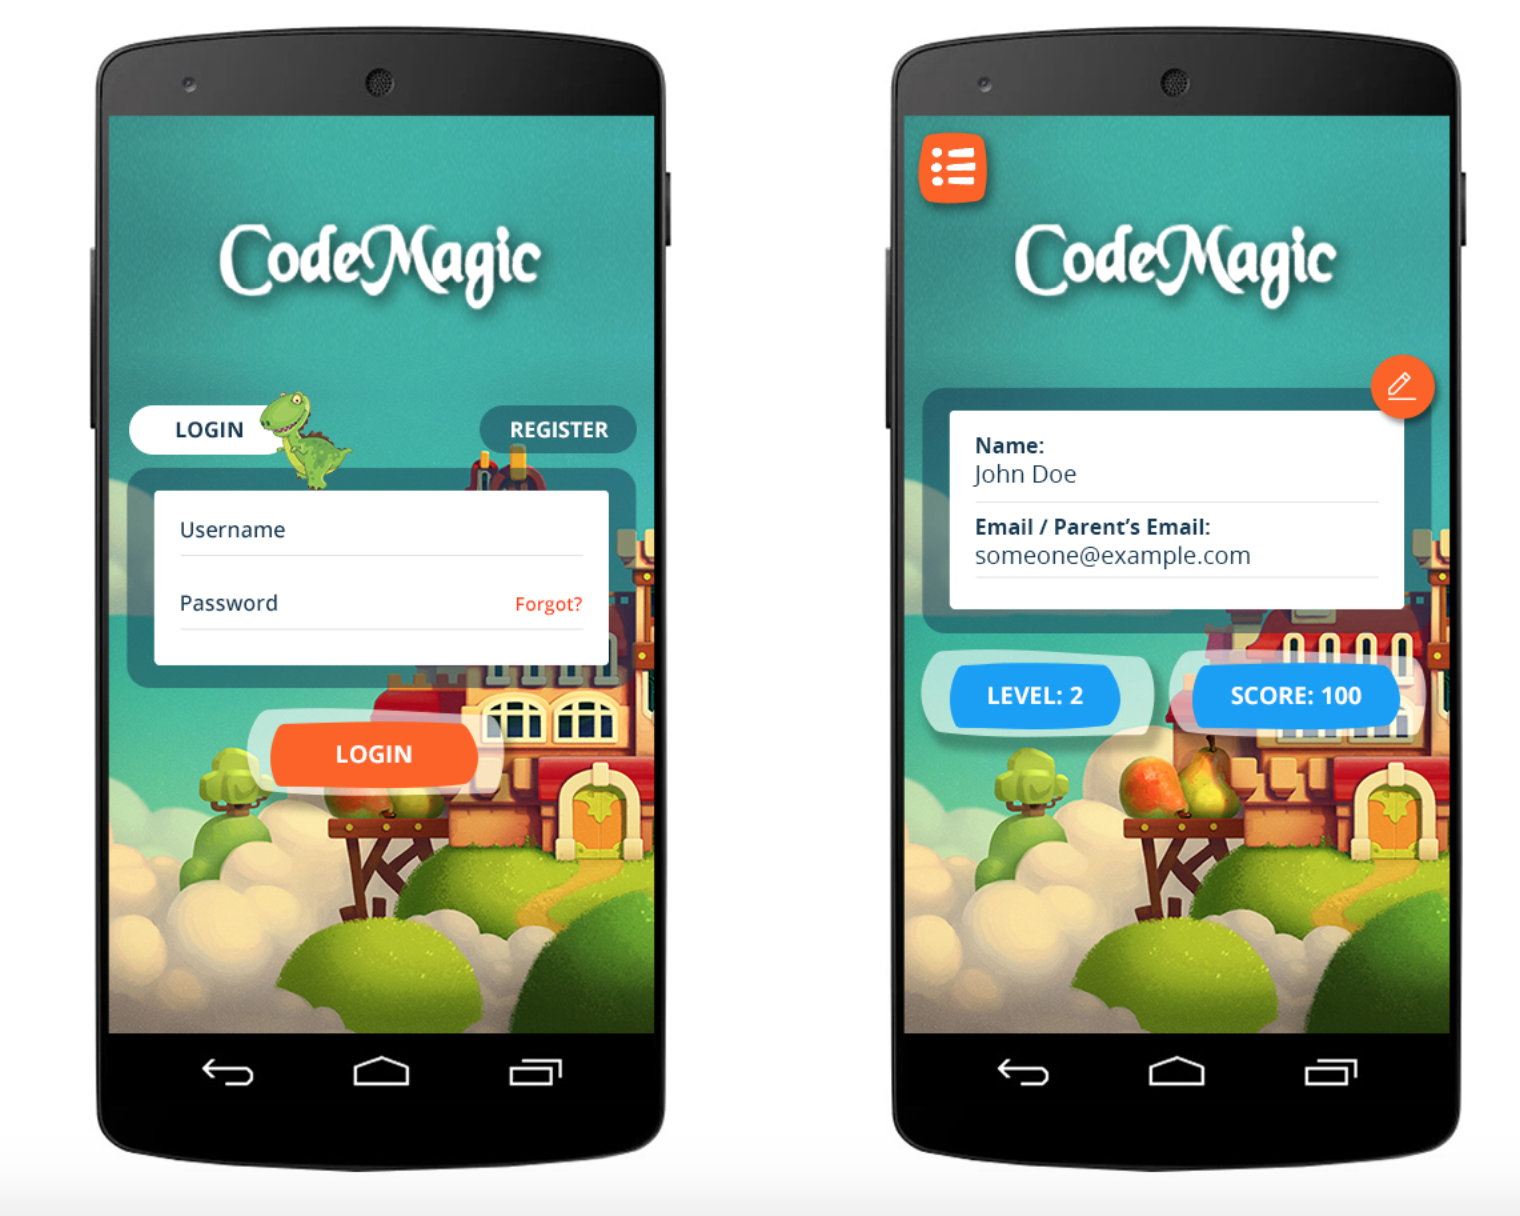 CodeMagic
LOGIN
REGISTER
Username
Password
Forgot?
LOGIN
CodeMagic
Name:
John Doe
Email / Parent’s Email:
someone@example.com
LEVEL: 2
SCORE: 100